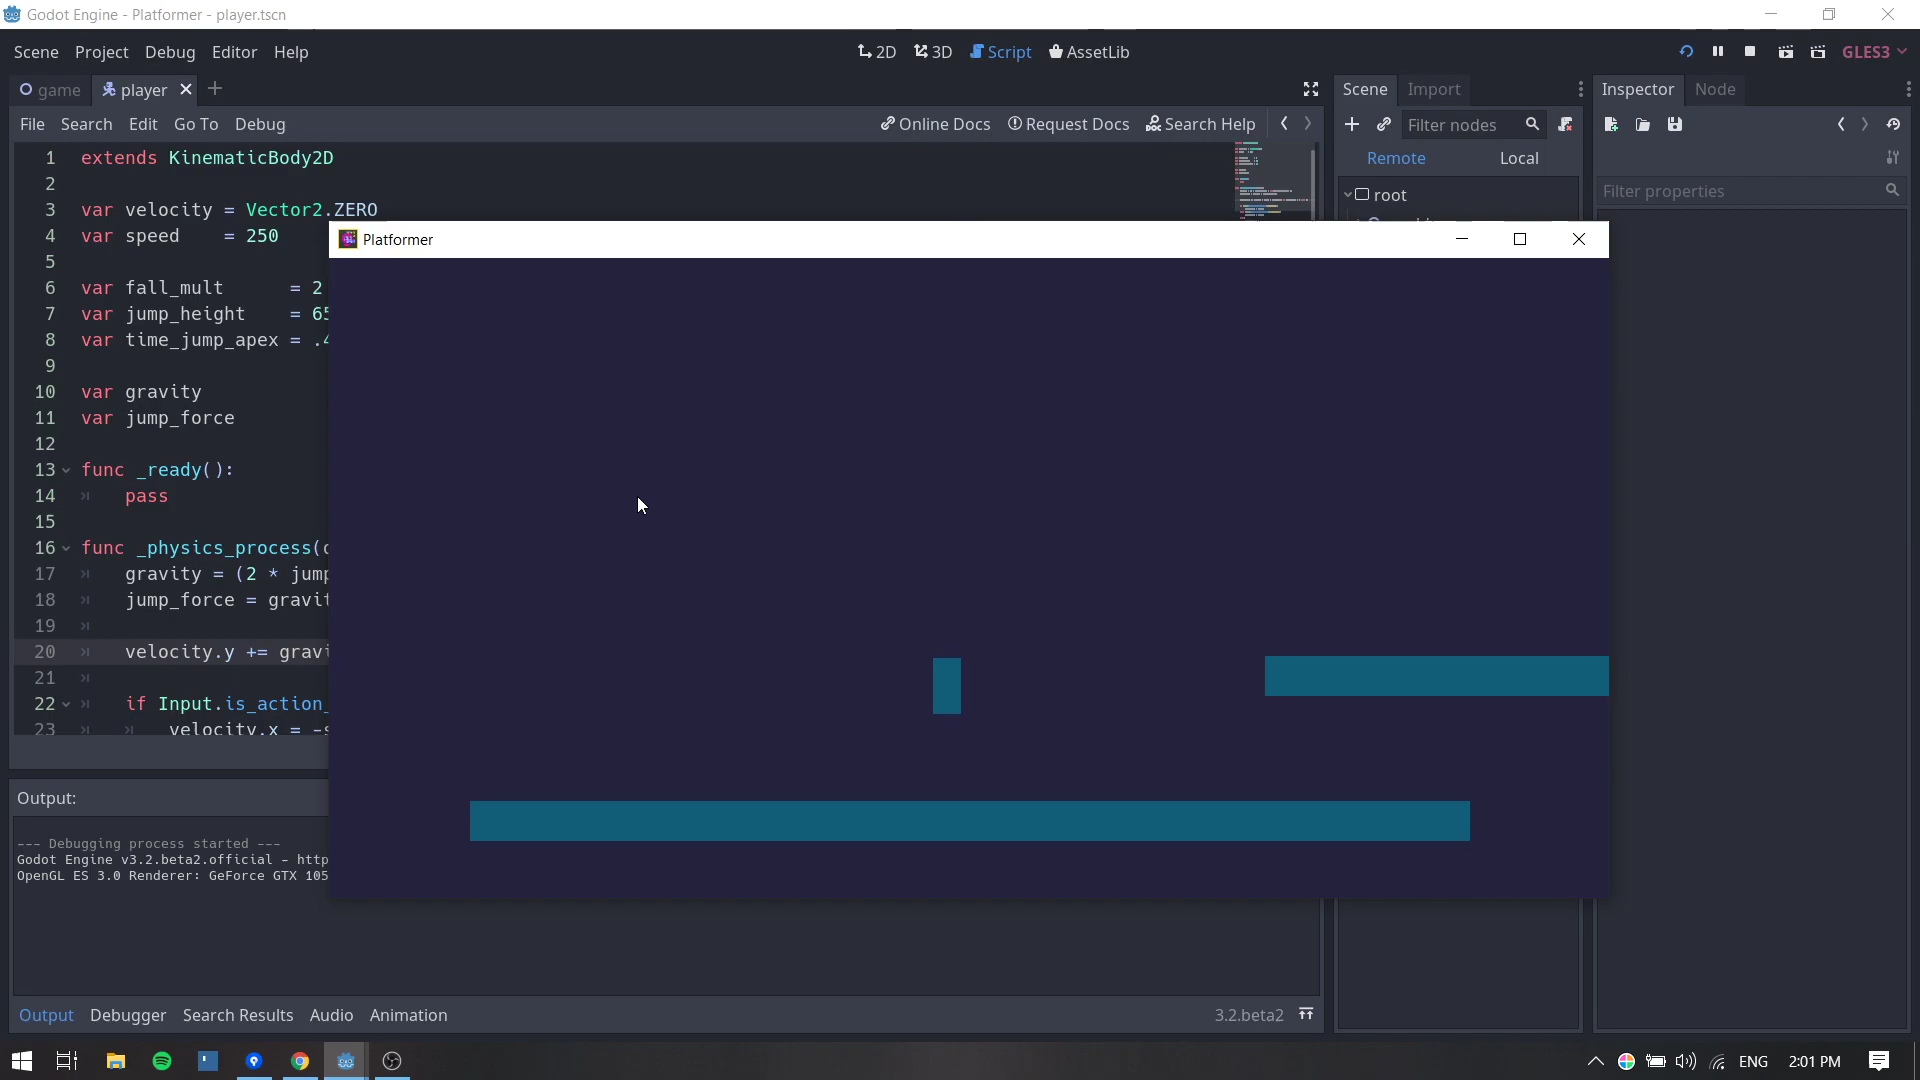 Godot Engine - Platformer - player.tscn
Scene Project Debug Editor Help
2D 3D Script AssetLib
GLES3
game player
Scene Import
Inspector Node
File Search Edit Go To Debug
Online Docs Request Docs Search Help
Filter nodes
Remote Local
Filter properties
root
1 extends KinematicBody2D
2
3 var velocity = Vector2.ZERO
4 var speed = 250
5
6 var fall_mult = 2
7 var jump_height = 65
8 var time_jump_apex = .4
9
10 var gravity
11 var jump_force
12
13 func _ready():
14 pass
15
16 func _physics_process(
17 gravity = (2 * jump
18 jump_force = gravit
19
20 velocity.y += gravi
21
22 if Input.is_action_
23 velocity.x = -s
Platformer
Output:
--- Debugging process started ---
Godot Engine v3.2.beta2.official - http
OpenGL ES 3.0 Renderer: GeForce GTX 105
Output Debugger Search Results Audio Animation
3.2.beta2
ENG 2:01 PM